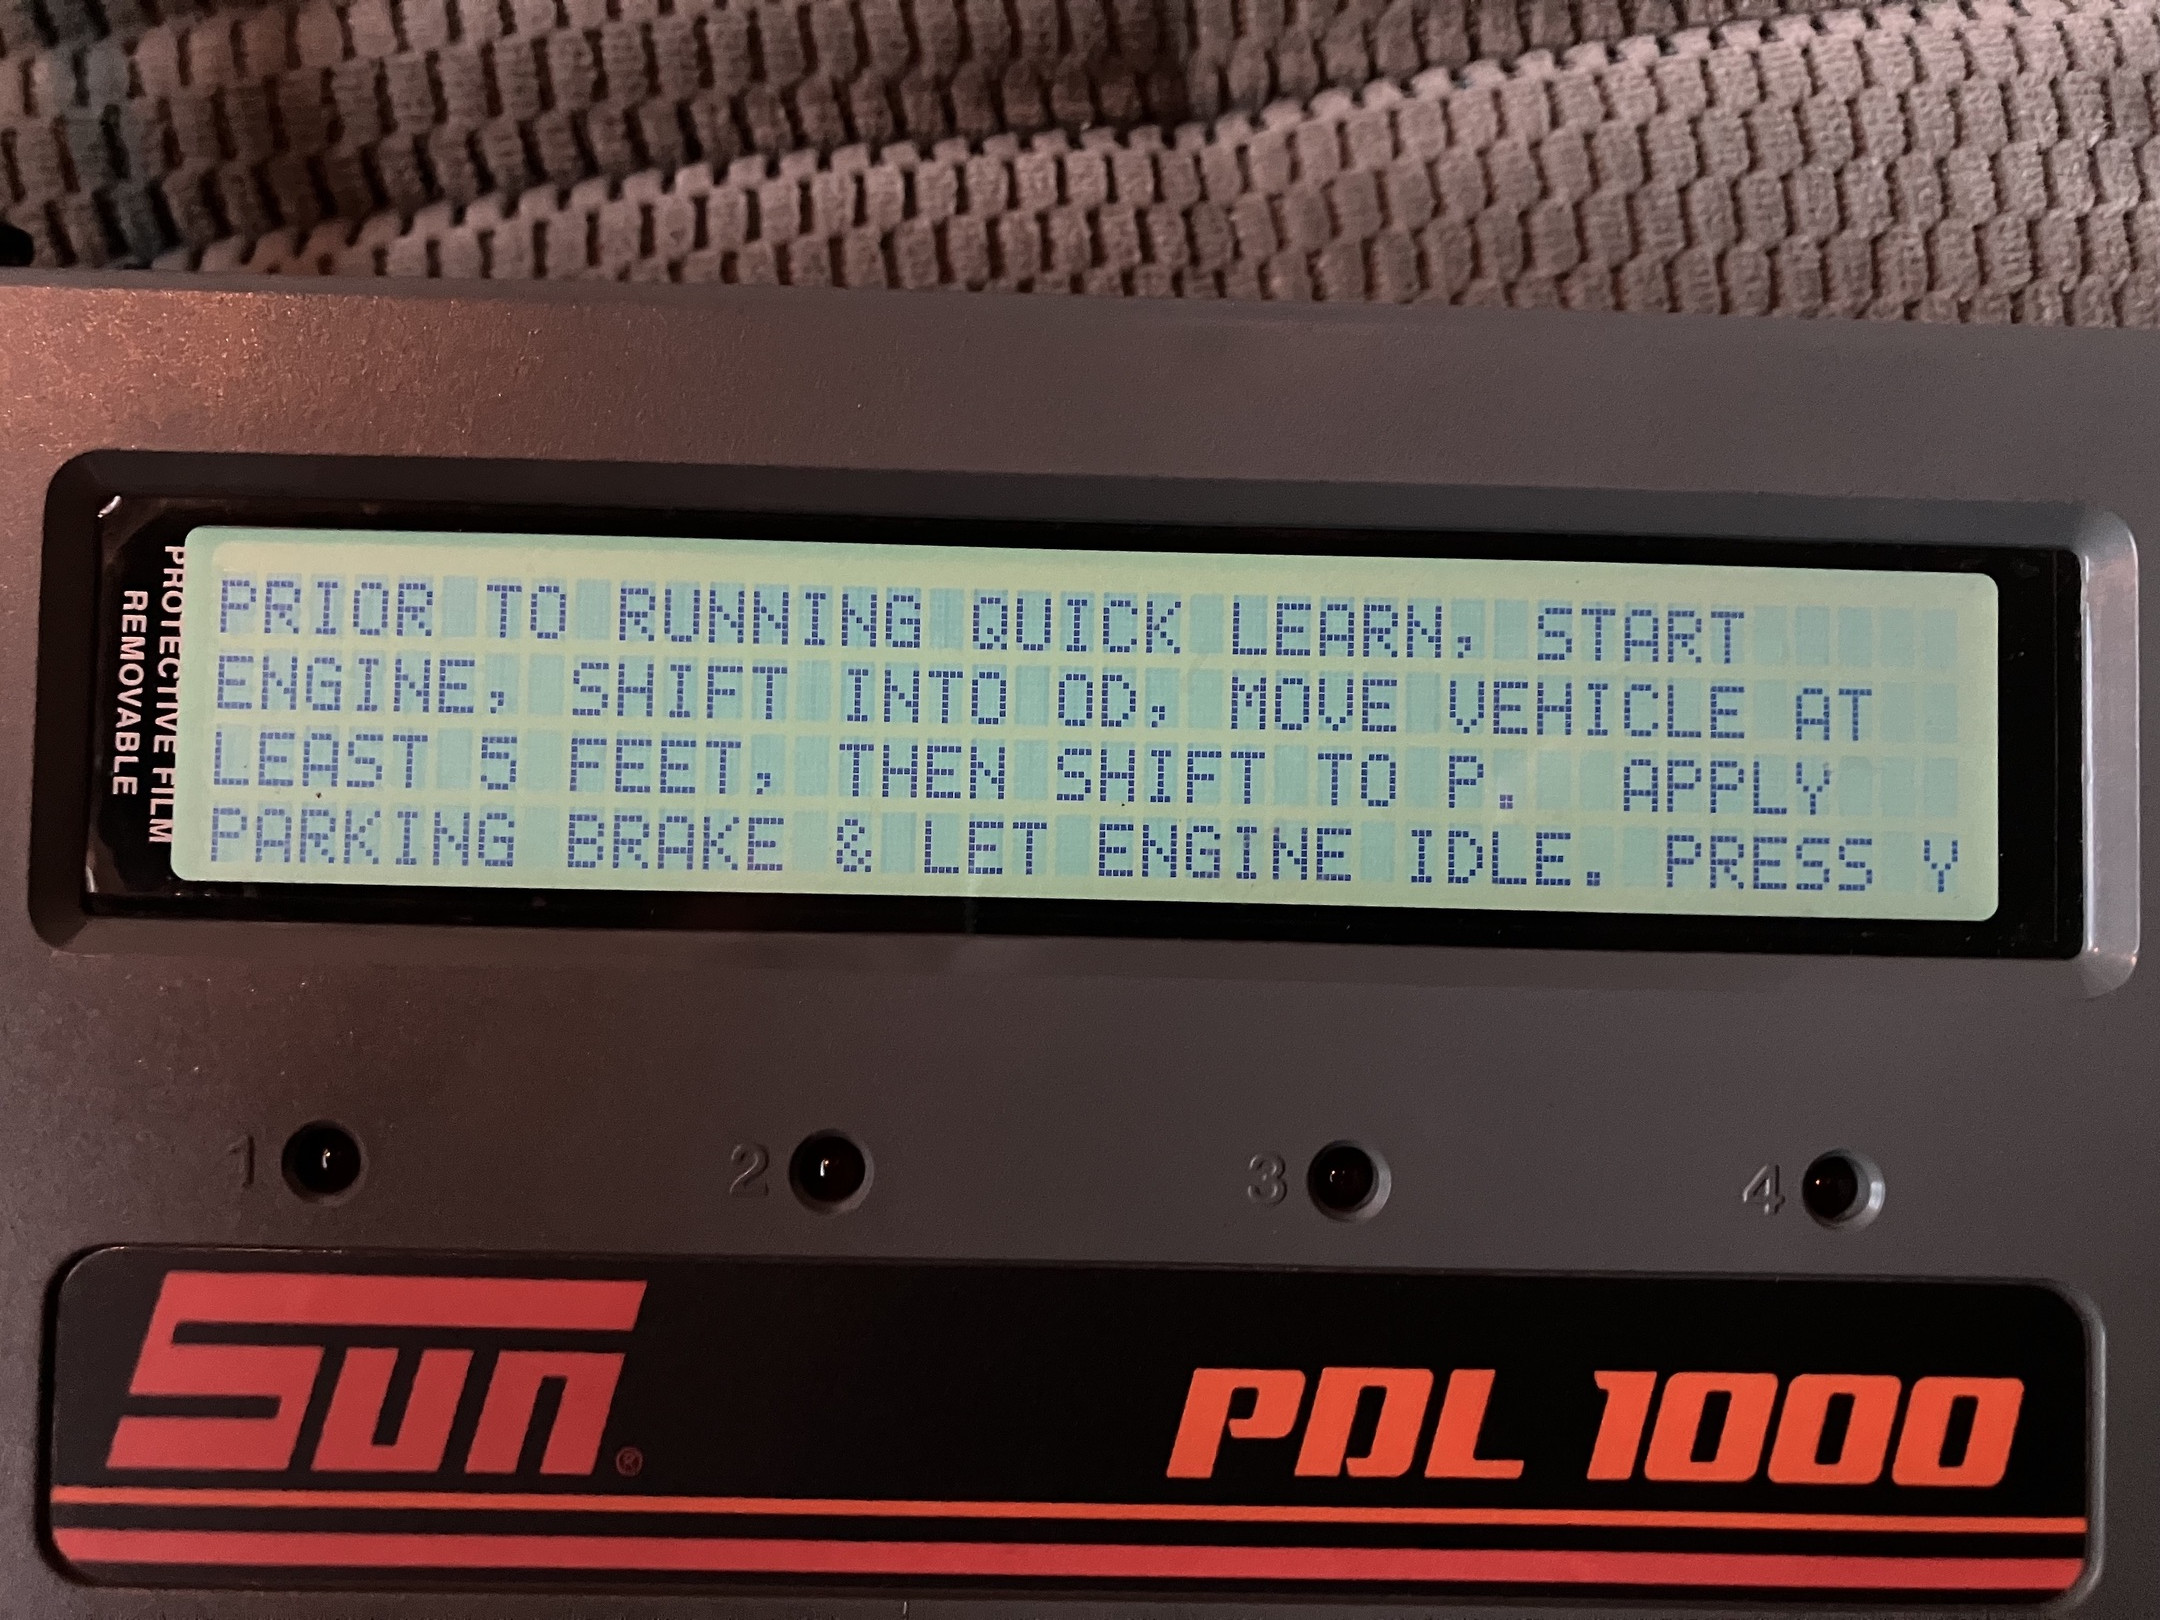 PROTECTIVE FILM
REMOVABLE
PRIOR TO RUNNING QUICK LEARN, START
ENGINE, SHIFT INTO OD, MOVE VEHICLE AT
LEAST 5 FEET, THEN SHIFT TO P. APPLY
PARKING BRAKE & LET ENGINE IDLE. PRESS Y
1 2 3 4
Sun®
PDL 1000